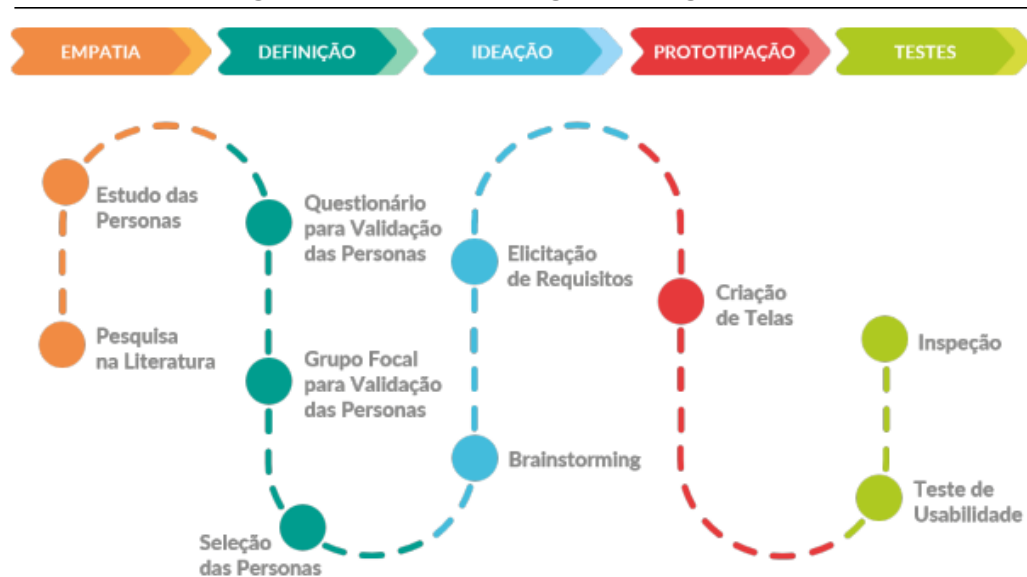 EMPATIA
DEFINIÇÃO
IDEAÇÃO
PROTOTIPAÇÃO
TESTES
Estudo das
Personas
Pesquisa
na Literatura
Questionário
para Validação
das Personas
Grupo Focal
para Validação
das Personas
Seleção
das Personas
Elicitação
de Requisitos
Brainstorming
Criação
de Telas
Inspeção
Teste de
Usabilidade